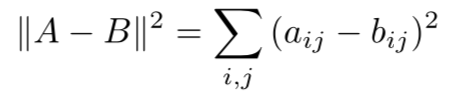 ‖A − B‖² = ∑_{i,j} (a_{ij} − b_{ij})²